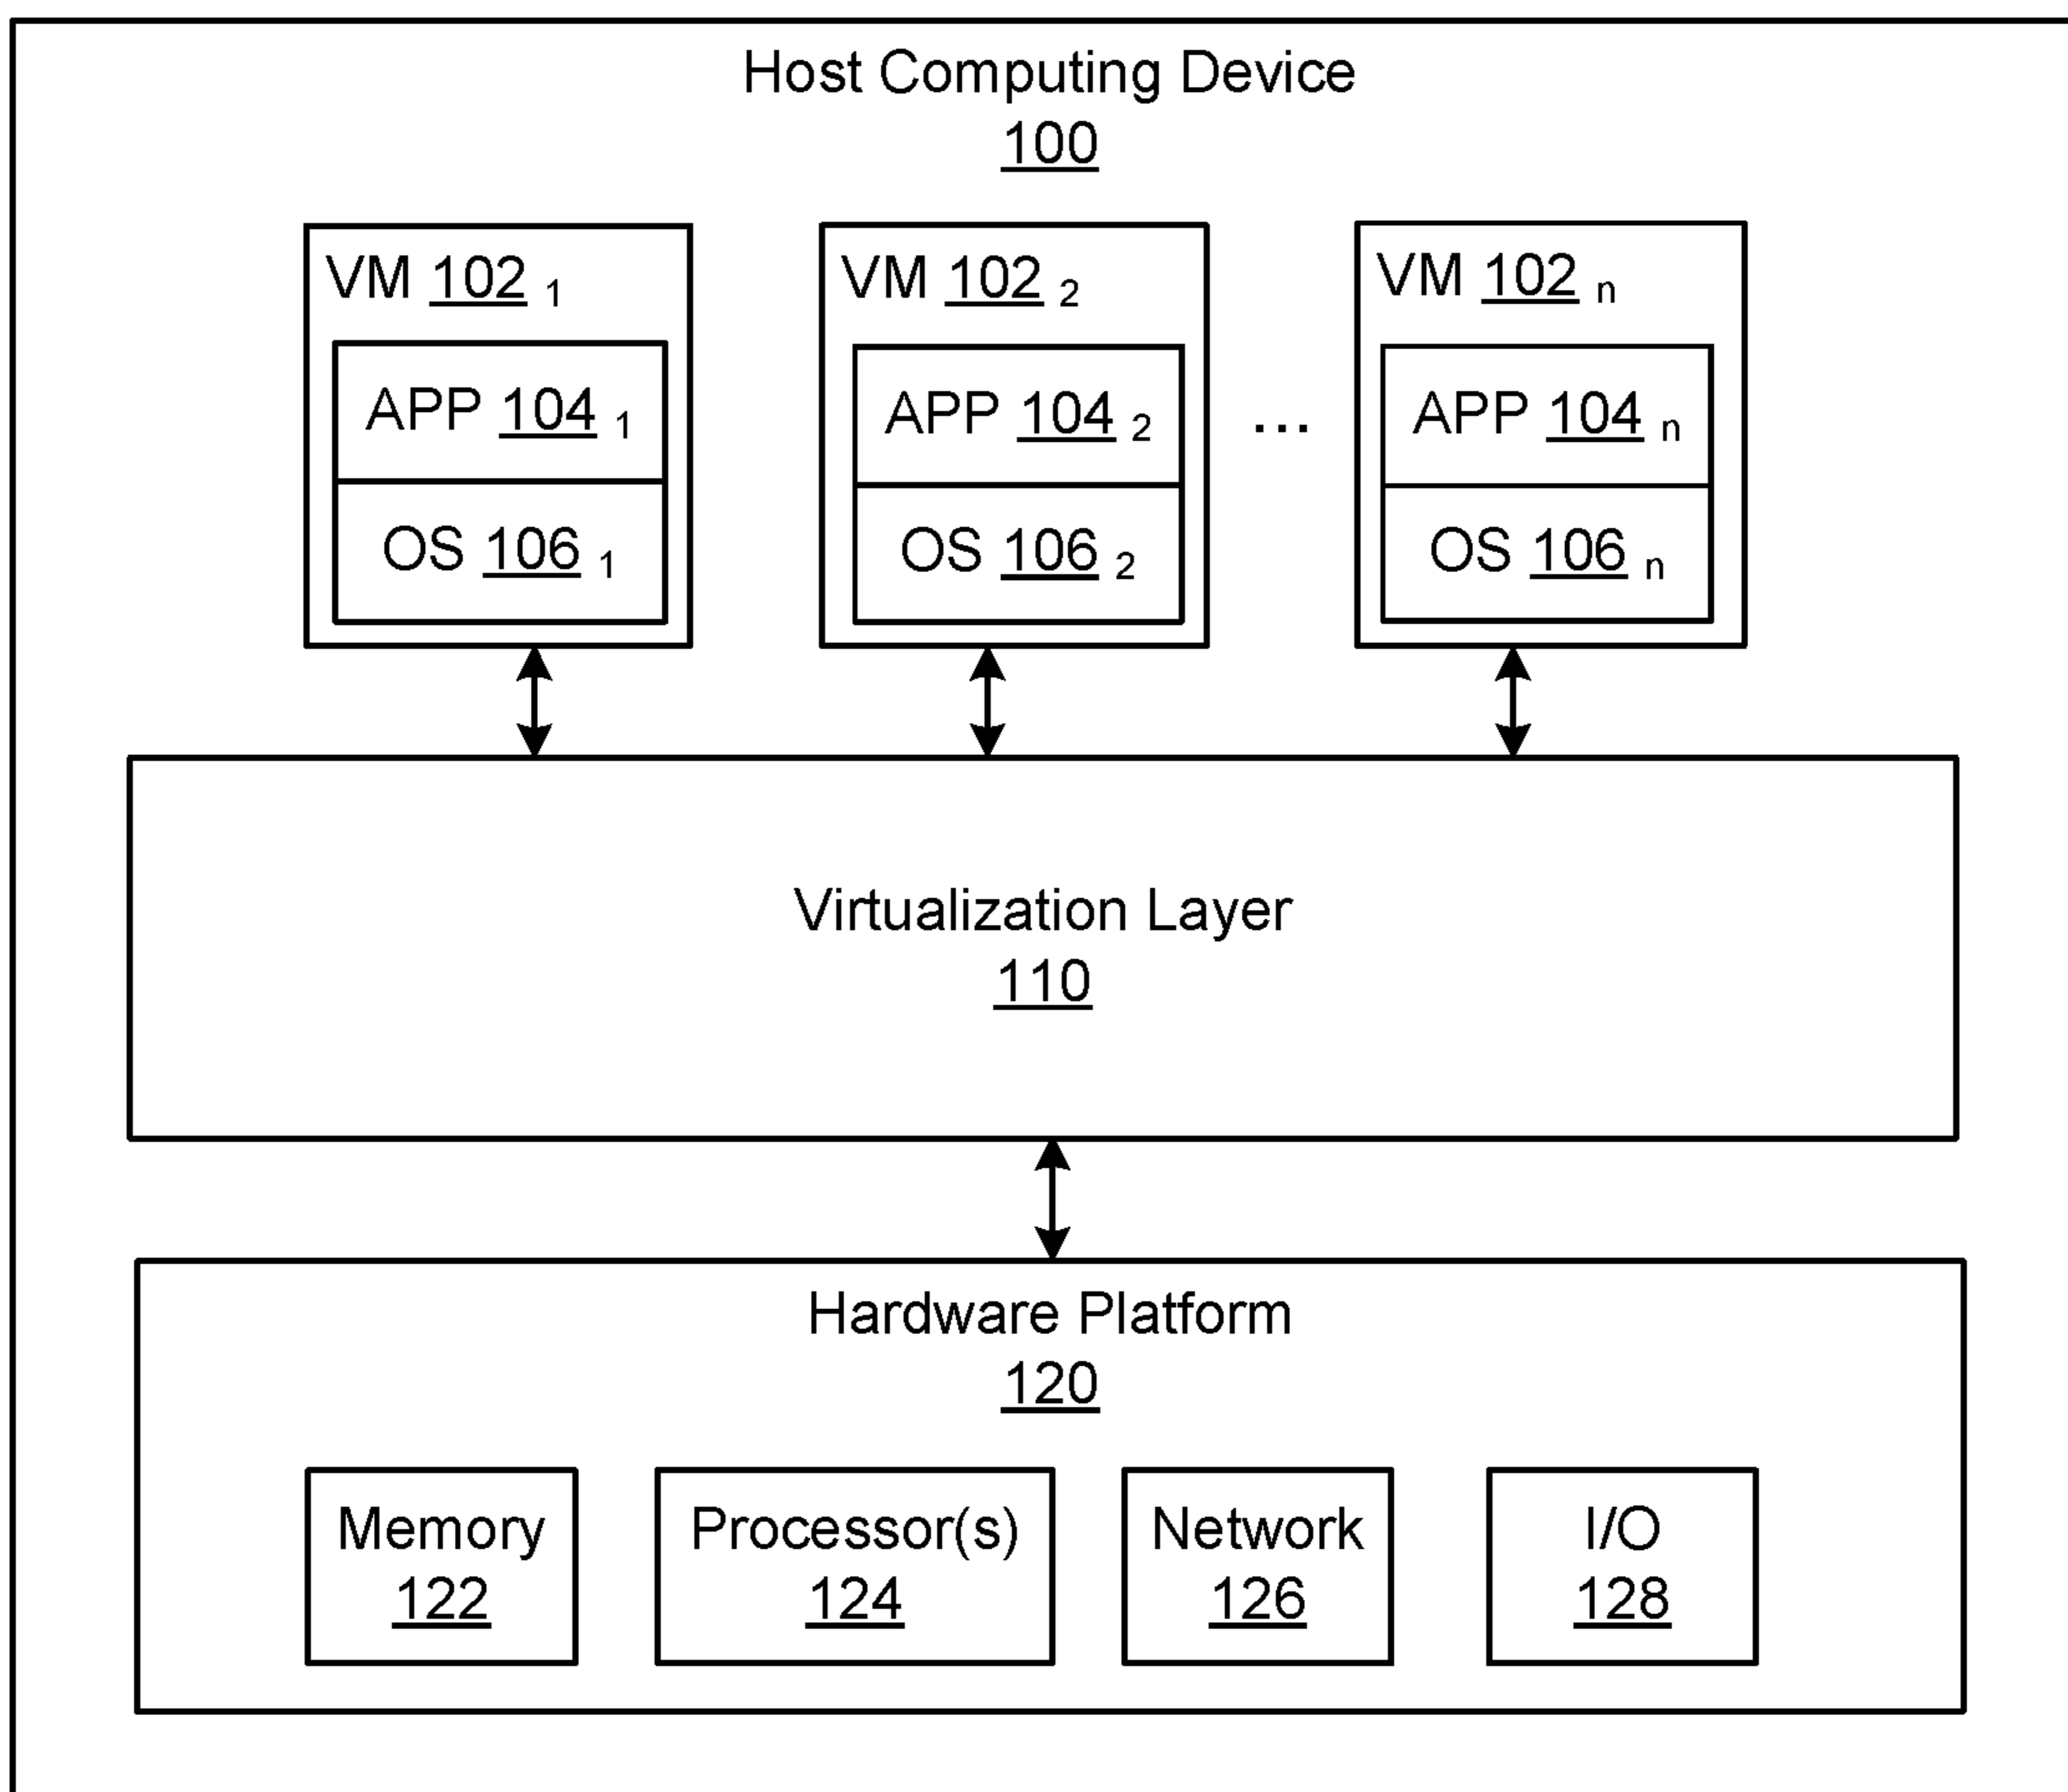 Host Computing Device
100
VM 102 1
APP 104 1
OS 106 1
VM 102 2
APP 104 2
OS 106 2
...
VM 102 n
APP 104 n
OS 106 n
Virtualization Layer
110
Hardware Platform
120
Memory
122
Processor(s)
124
Network
126
I/O
128